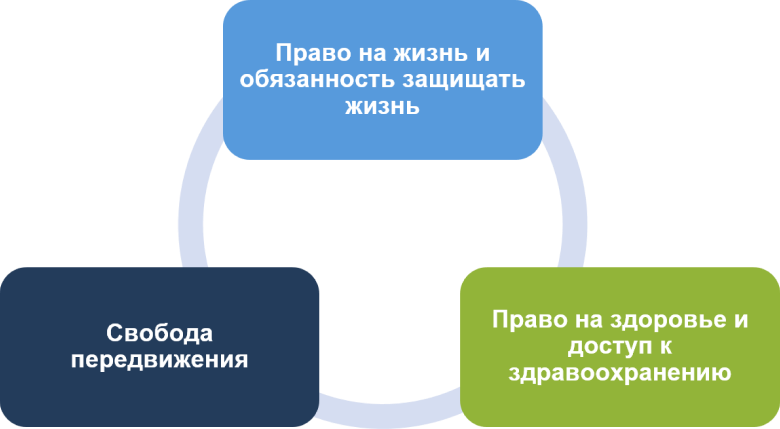 Право на жизнь и
обязанность защищать
жизнь
Свобода
передвижения
Право на здоровье и
доступ к
здравоохранению